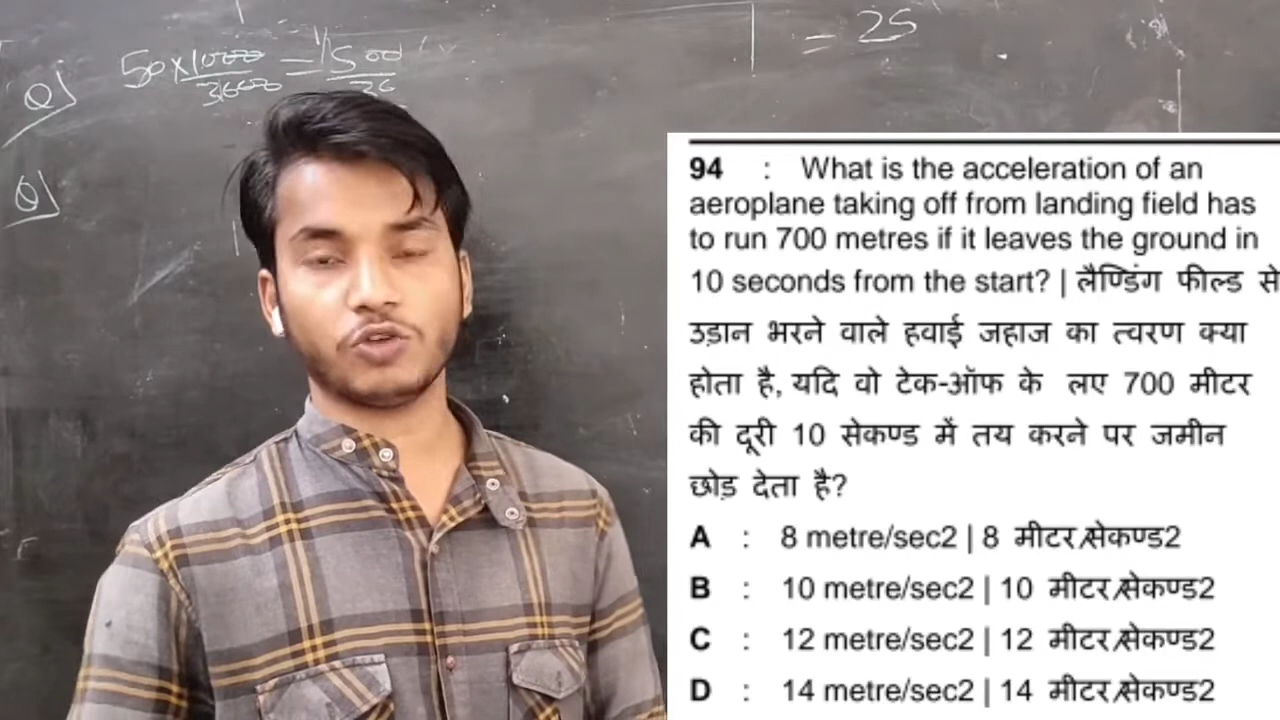 Q) 50×1000/3600 = 1500/36
= 25
Q)
94 : What is the acceleration of an
aeroplane taking off from landing field has
to run 700 metres if it leaves the ground in
10 seconds from the start? | लैण्डिंग फील्ड से
उड़ान भरने वाले हवाई जहाज का त्वरण क्या
होता है, यदि वो टेक-ऑफ के लए 700 मीटर
की दूरी 10 सेकण्ड में तय करने पर जमीन
छोड़ देता है?
A : 8 metre/sec2 | 8 मीटर/सेकण्ड2
B : 10 metre/sec2 | 10 मीटर/सेकण्ड2
C : 12 metre/sec2 | 12 मीटर/सेकण्ड2
D : 14 metre/sec2 | 14 मीटर/सेकण्ड2